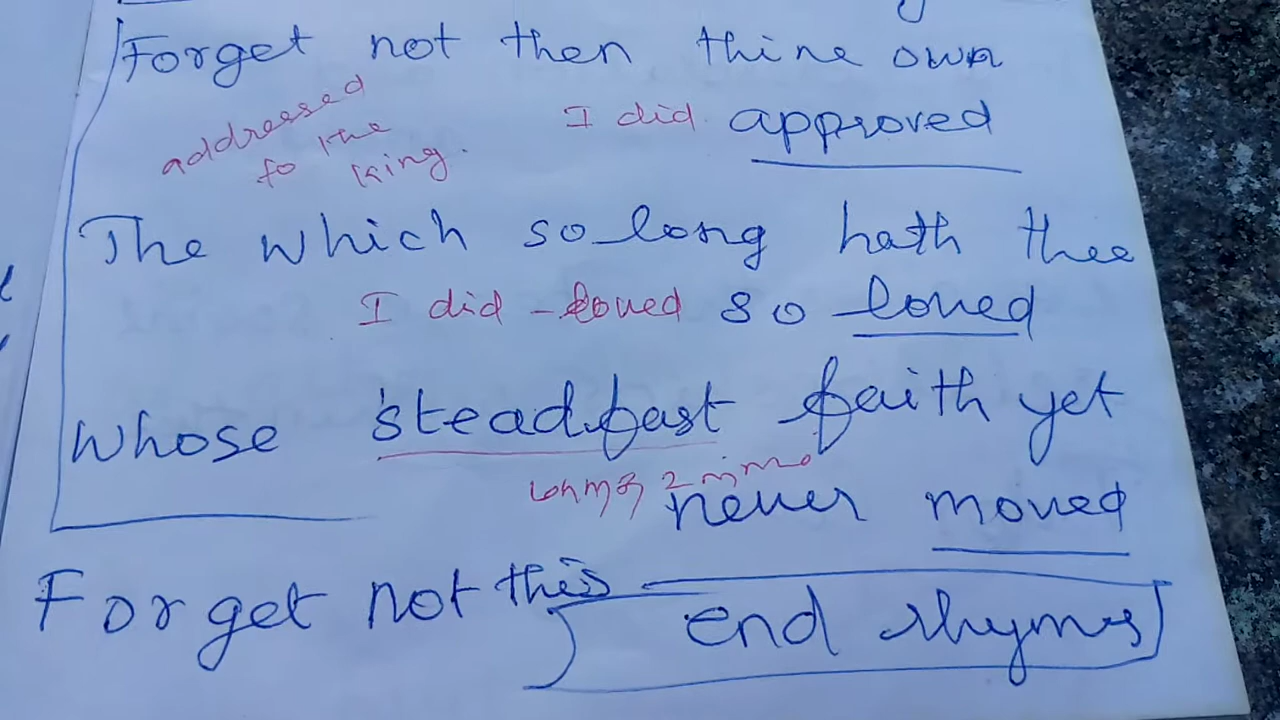 Forget not then thine own
addressed
to the
king.
I did approved
The which so long hath thee
I did loved so loved
Whose steadfast faith yet
never moved
Forget not this
end rhymes